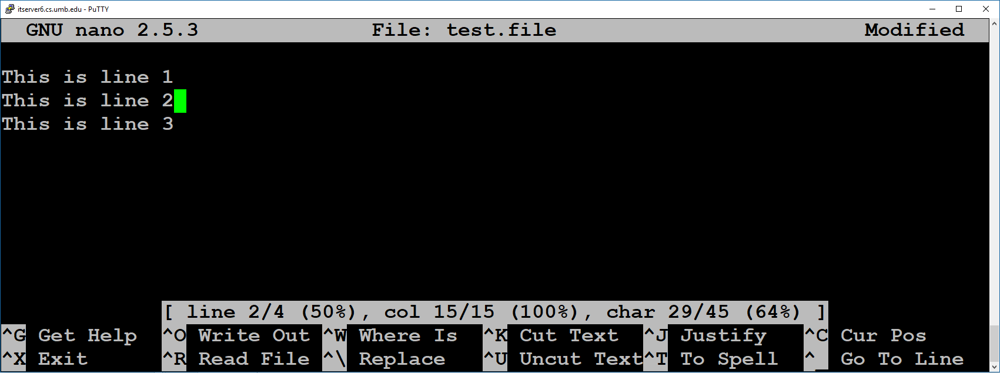 itserver6.cs.umb.edu - PuTTY
GNU nano 2.5.3 File: test.file Modified
This is line 1
This is line 2
This is line 3
[ line 2/4 (50%), col 15/15 (100%), char 29/45 (64%) ]
^G Get Help ^O Write Out ^W Where Is ^K Cut Text ^J Justify ^C Cur Pos
^X Exit ^R Read File ^\ Replace ^U Uncut Text ^T To Spell ^_ Go To Line